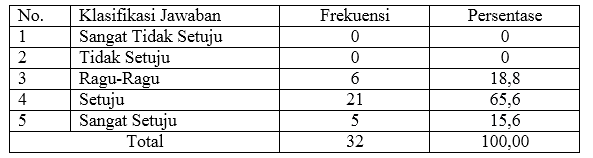 No. Klasifikasi Jawaban Frekuensi Persentase
1 Sangat Tidak Setuju 0 0
2 Tidak Setuju 0 0
3 Ragu-Ragu 6 18,8
4 Setuju 21 65,6
5 Sangat Setuju 5 15,6
Total 32 100,00